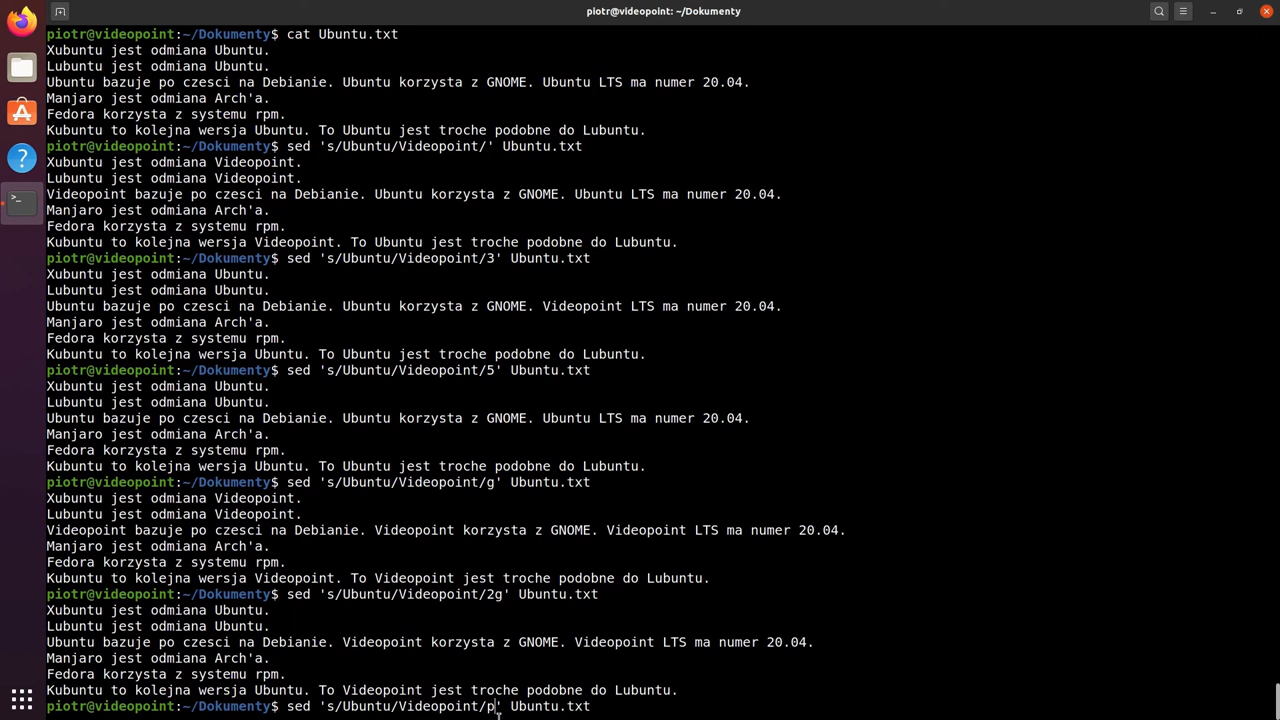 piotr@videopoint:~/Dokumenty
piotr@videopoint:~/Dokumenty$ cat Ubuntu.txt
Xubuntu jest odmiana Ubuntu.
Lubuntu jest odmiana Ubuntu.
Ubuntu bazuje po czesci na Debianie. Ubuntu korzysta z GNOME. Ubuntu LTS ma numer 20.04.
Manjaro jest odmiana Arch'a.
Fedora korzysta z systemu rpm.
Kubuntu to kolejna wersja Ubuntu. To Ubuntu jest troche podobne do Lubuntu.
piotr@videopoint:~/Dokumenty$ sed 's/Ubuntu/Videopoint/' Ubuntu.txt
Xubuntu jest odmiana Videopoint.
Lubuntu jest odmiana Videopoint.
Videopoint bazuje po czesci na Debianie. Ubuntu korzysta z GNOME. Ubuntu LTS ma numer 20.04.
Manjaro jest odmiana Arch'a.
Fedora korzysta z systemu rpm.
Kubuntu to kolejna wersja Videopoint. To Ubuntu jest troche podobne do Lubuntu.
piotr@videopoint:~/Dokumenty$ sed 's/Ubuntu/Videopoint/3' Ubuntu.txt
Xubuntu jest odmiana Ubuntu.
Lubuntu jest odmiana Ubuntu.
Ubuntu bazuje po czesci na Debianie. Ubuntu korzysta z GNOME. Videopoint LTS ma numer 20.04.
Manjaro jest odmiana Arch'a.
Fedora korzysta z systemu rpm.
Kubuntu to kolejna wersja Ubuntu. To Ubuntu jest troche podobne do Lubuntu.
piotr@videopoint:~/Dokumenty$ sed 's/Ubuntu/Videopoint/5' Ubuntu.txt
Xubuntu jest odmiana Ubuntu.
Lubuntu jest odmiana Ubuntu.
Ubuntu bazuje po czesci na Debianie. Ubuntu korzysta z GNOME. Ubuntu LTS ma numer 20.04.
Manjaro jest odmiana Arch'a.
Fedora korzysta z systemu rpm.
Kubuntu to kolejna wersja Ubuntu. To Ubuntu jest troche podobne do Lubuntu.
piotr@videopoint:~/Dokumenty$ sed 's/Ubuntu/Videopoint/g' Ubuntu.txt
Xubuntu jest odmiana Videopoint.
Lubuntu jest odmiana Videopoint.
Videopoint bazuje po czesci na Debianie. Videopoint korzysta z GNOME. Videopoint LTS ma numer 20.04.
Manjaro jest odmiana Arch'a.
Fedora korzysta z systemu rpm.
Kubuntu to kolejna wersja Videopoint. To Videopoint jest troche podobne do Lubuntu.
piotr@videopoint:~/Dokumenty$ sed 's/Ubuntu/Videopoint/2g' Ubuntu.txt
Xubuntu jest odmiana Ubuntu.
Lubuntu jest odmiana Ubuntu.
Ubuntu bazuje po czesci na Debianie. Videopoint korzysta z GNOME. Videopoint LTS ma numer 20.04.
Manjaro jest odmiana Arch'a.
Fedora korzysta z systemu rpm.
Kubuntu to kolejna wersja Ubuntu. To Videopoint jest troche podobne do Lubuntu.
piotr@videopoint:~/Dokumenty$ sed 's/Ubuntu/Videopoint/p' Ubuntu.txt